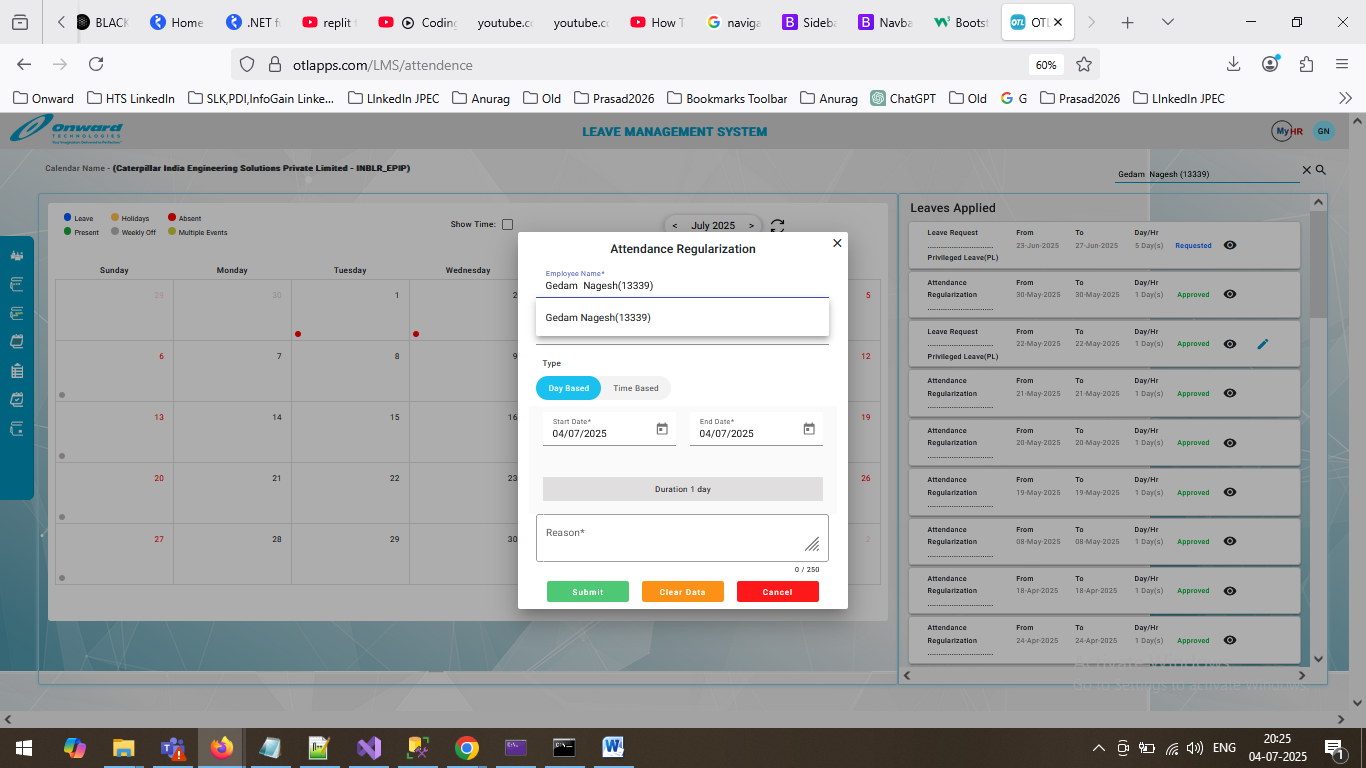 BLACK
Home
.NET f
replit
Coding
youtube.c
youtube.c
How T
naviga
Sideba
Navba
Bootst
OTL
otlapps.com/LMS/attendence
60%
Onward
HTS LinkedIn
SLK,PDI,InfoGain Linke...
LInkedIn JPEC
Anurag
Old
Prasad2026
Bookmarks Toolbar
Anurag
ChatGPT
Old
G
Prasad2026
LInkedIn JPEC
Onward
TECHNOLOGIES
LEAVE MANAGEMENT SYSTEM
MyHR
GN
Calendar Name - (Caterpillar India Engineering Solutions Private Limited - INBLR_EPIP)
Gedam Nagesh (13339)
Leave
Holidays
Absent
Present
Weekly Off
Multiple Events
Show Time:
< July 2025 >
Sunday Monday Tuesday Wednesday
29 30 1 2 5
6 7 8 9 12
13 14 15 16 19
20 21 22 23 26
27 28 29 30 2
Attendance Regularization
Employee Name*
Gedam Nagesh(13339)
Gedam Nagesh(13339)
Type
Day Based
Time Based
Start Date*
04/07/2025
End Date*
04/07/2025
Duration 1 day
Reason*
0 / 250
Submit
Clear Data
Cancel
Leaves Applied
Leave Request From To Day/Hr
23-Jun-2025 27-Jun-2025 5 Day(s) Requested
Privileged Leave(PL)
Attendance From To Day/Hr
Regularization 30-May-2025 30-May-2025 1 Day(s) Approved
Leave Request From To Day/Hr
22-May-2025 22-May-2025 1 Day(s) Approved
Privileged Leave(PL)
Attendance From To Day/Hr
Regularization 21-May-2025 21-May-2025 1 Day(s) Approved
Attendance From To Day/Hr
Regularization 20-May-2025 20-May-2025 1 Day(s) Approved
Attendance From To Day/Hr
Regularization 19-May-2025 19-May-2025 1 Day(s) Approved
Attendance From To Day/Hr
Regularization 08-May-2025 08-May-2025 1 Day(s) Approved
Attendance From To Day/Hr
Regularization 18-Apr-2025 18-Apr-2025 1 Day(s) Approved
Attendance From To Day/Hr
Regularization 24-Apr-2025 24-Apr-2025 1 Day(s) Approved
Activate Windows
Go to Settings to activate Windows.
ENG
20:25
04-07-2025
1